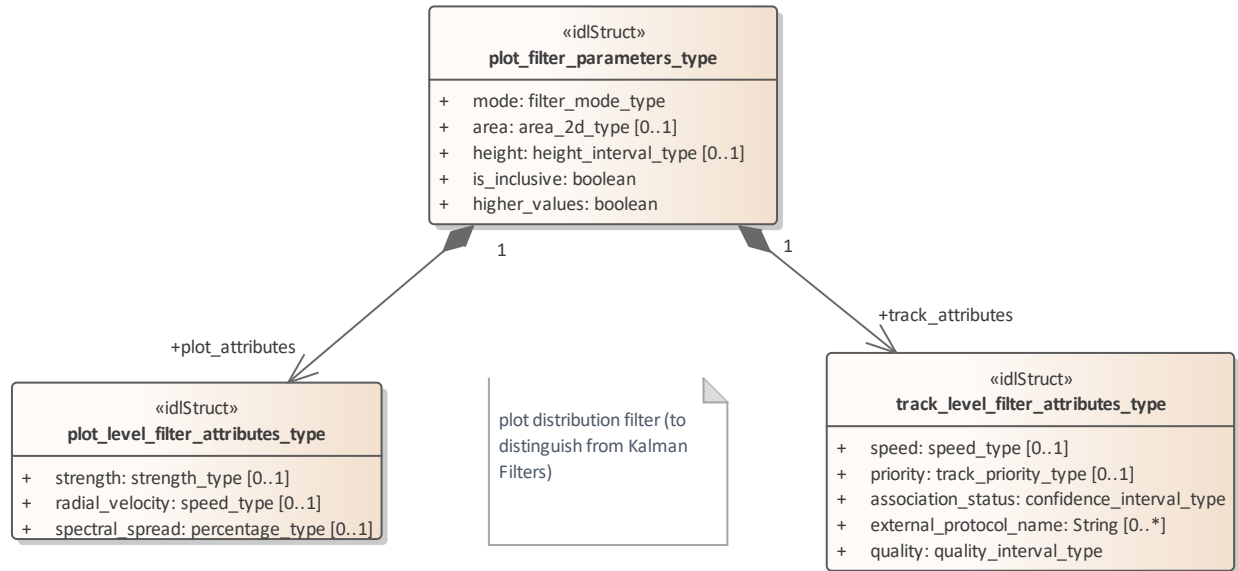 «idlStruct»
plot_filter_parameters_type
+ mode: filter_mode_type
+ area: area_2d_type [0..1]
+ height: height_interval_type [0..1]
+ is_inclusive: boolean
+ higher_values: boolean
1
1
+plot_attributes
+track_attributes
«idlStruct»
plot_level_filter_attributes_type
+ strength: strength_type [0..1]
+ radial_velocity: speed_type [0..1]
+ spectral_spread: percentage_type [0..1]
plot distribution filter (to
distinguish from Kalman
Filters)
«idlStruct»
track_level_filter_attributes_type
+ speed: speed_type [0..1]
+ priority: track_priority_type [0..1]
+ association_status: confidence_interval_type
+ external_protocol_name: String [0..*]
+ quality: quality_interval_type